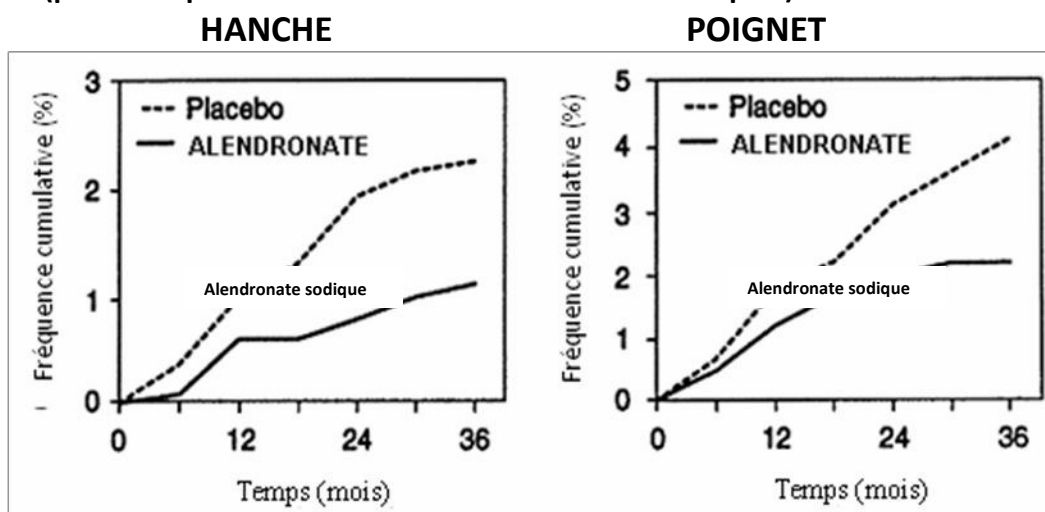 HANCHE
Fréquence cumulative (%)
3
2
1
0
--- Placebo
— ALENDRONATE
Alendronate sodique
0 12 24 36
Temps (mois)
POIGNET
Fréquence cumulative (%)
5
4
3
2
1
0
--- Placebo
— ALENDRONATE
Alendronate sodique
0 12 24 36
Temps (mois)